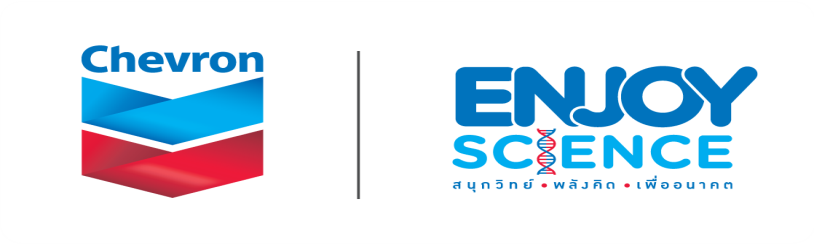 Chevron
ENJOY
SCIENCE
สนุกวิทย์ • พลังคิด • เพื่ออนาคต